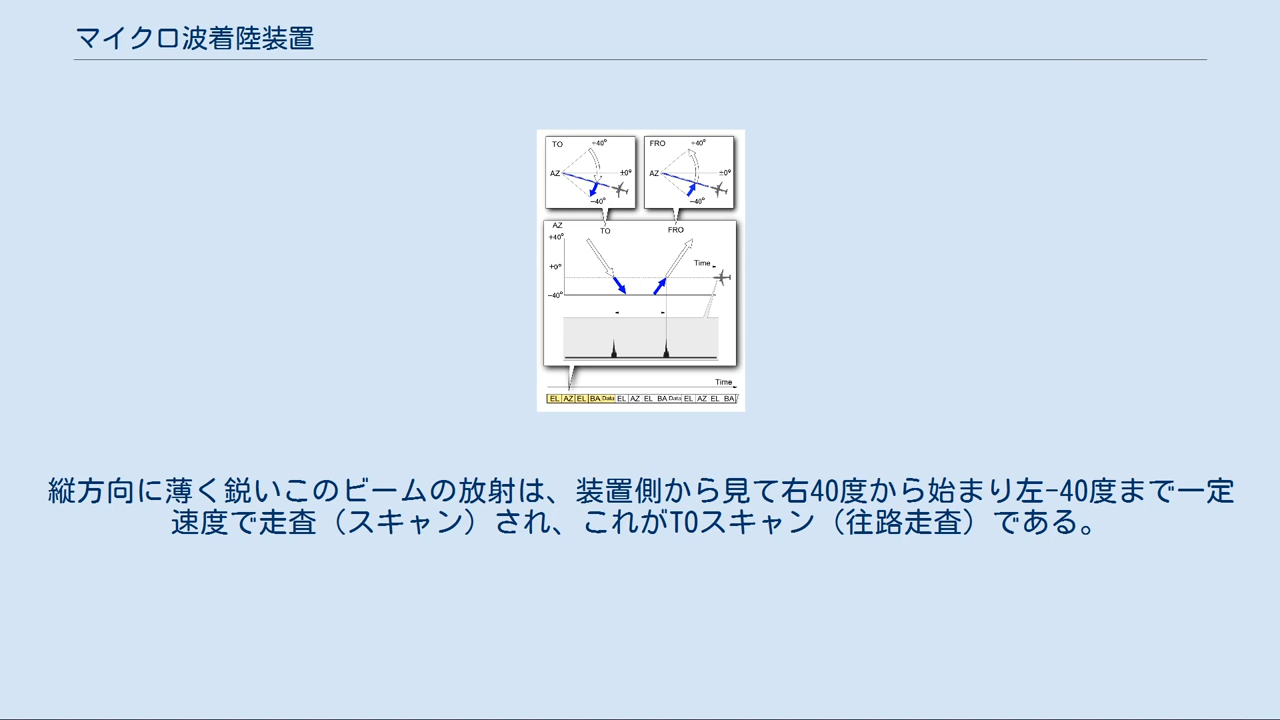 マイクロ波着陸装置
TO
+40°
AZ
±0°
−40°
FRO
+40°
AZ
±0°
−40°
AZ
TO
FRO
+40°
Time
+0°
−40°
Time
EL AZ EL BA Data EL AZ EL BA Data EL AZ EL BA
縦方向に薄く鋭いこのビームの放射は、装置側から見て右40度から始まり左-40度まで一定
速度で走査（スキャン）され、これがTOスキャン（往路走査）である。